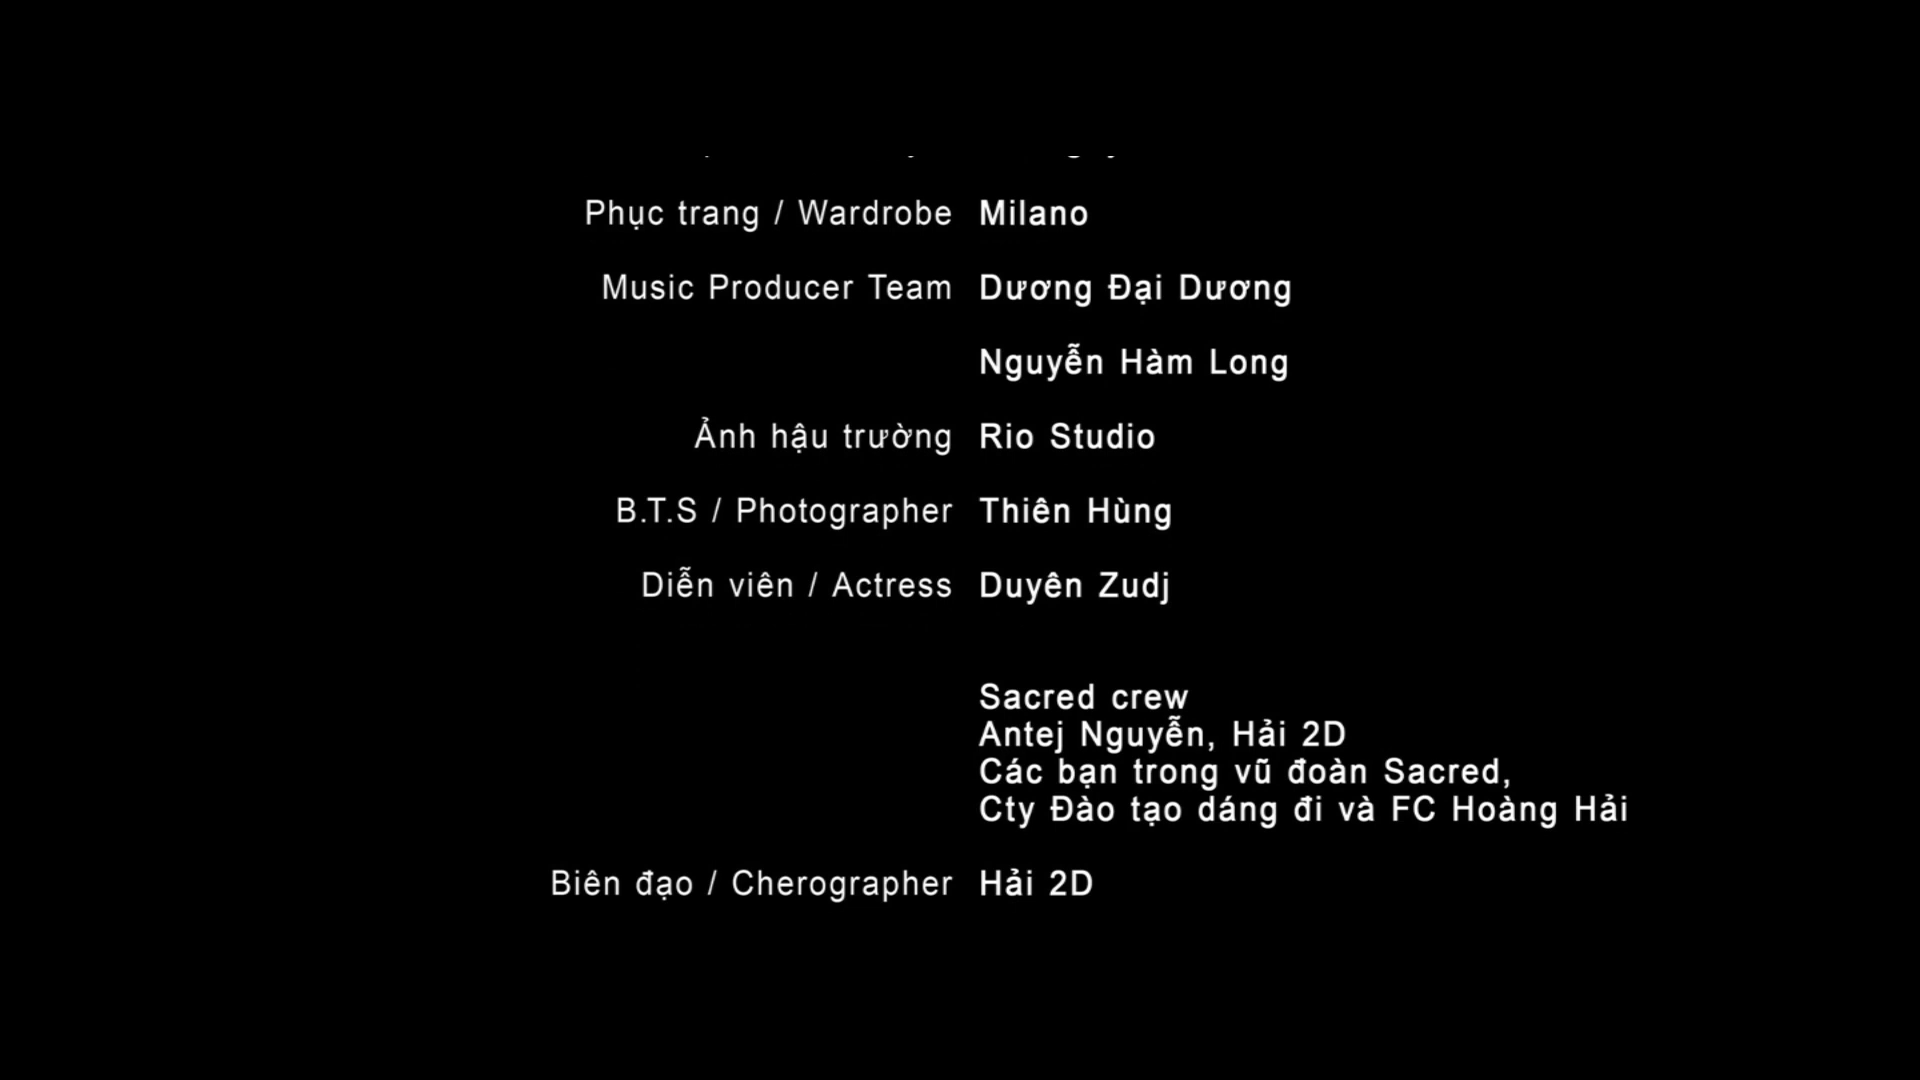 Phục trang / Wardrobe Milano
Music Producer Team Dương Đại Dương
Nguyễn Hàm Long
Ảnh hậu trường Rio Studio
B.T.S / Photographer Thiên Hùng
Diễn viên / Actress Duyên Zudj
Sacred crew
Antej Nguyễn, Hải 2D
Các bạn trong vũ đoàn Sacred,
Cty Đào tạo dáng đi và FC Hoàng Hải
Biên đạo / Cherographer Hải 2D